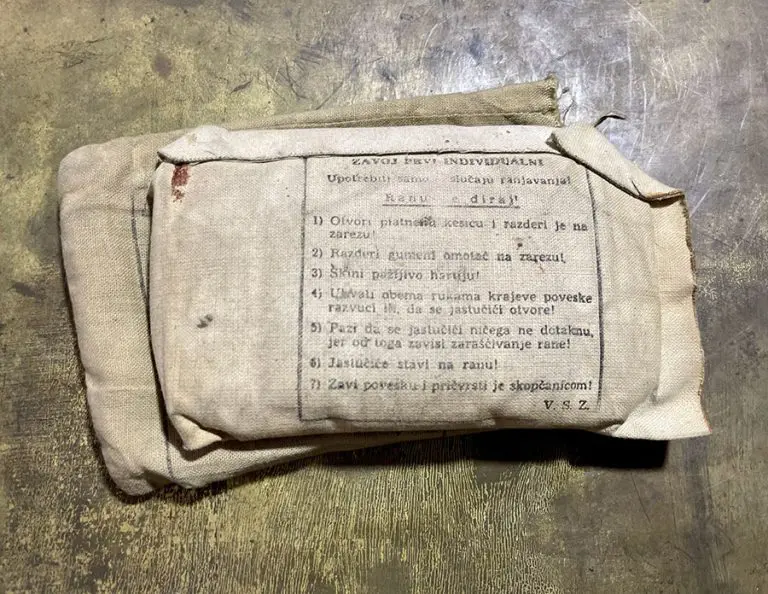 ZAVOJ PRVI INDIVIDUALNI
Upotrebiti samo slučaju ranjavanja!
Ranu e diraj!
1) Otvori platnenu kesicu i razderi je na
zarezu!
2) Razderi gumeni omotač na zarezu!
3) Skini pažljivo hartiju!
4) Uhvati obema rukama krajeve poveske
razvuci ih, da se jastučići otvore!
5) Pazi da se jastučići ničega ne dotaknu,
jer od toga zavisi zarašćivanje rane!
6) Jastučiće stavi na ranu!
7) Zavi povesku i pričvrsti je skopčanicom!
V. S. Z.